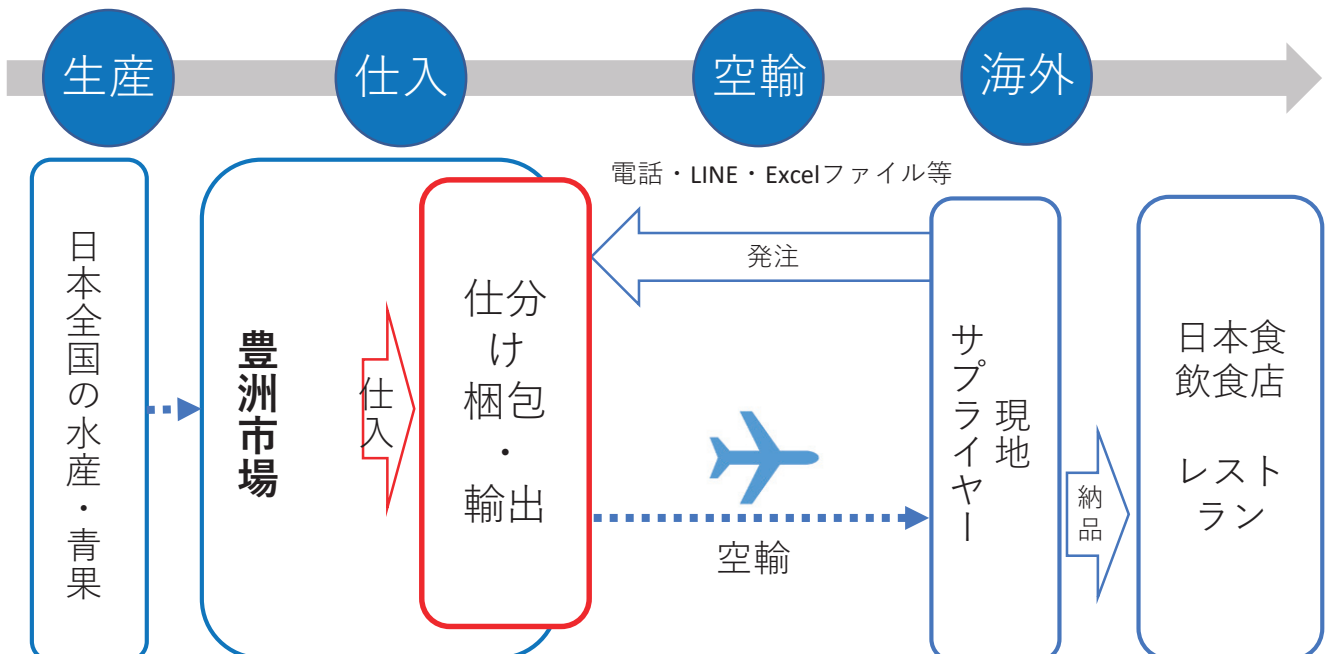 生産
仕入
空輸
海外
電話・LINE・Excelファイル等
日本全国の水産・青果
豊洲市場
仕入
仕分
け
梱包
・
輸出
発注
空輸
現地
サプライヤー
納品
日本食
飲食店
レスト
ラン